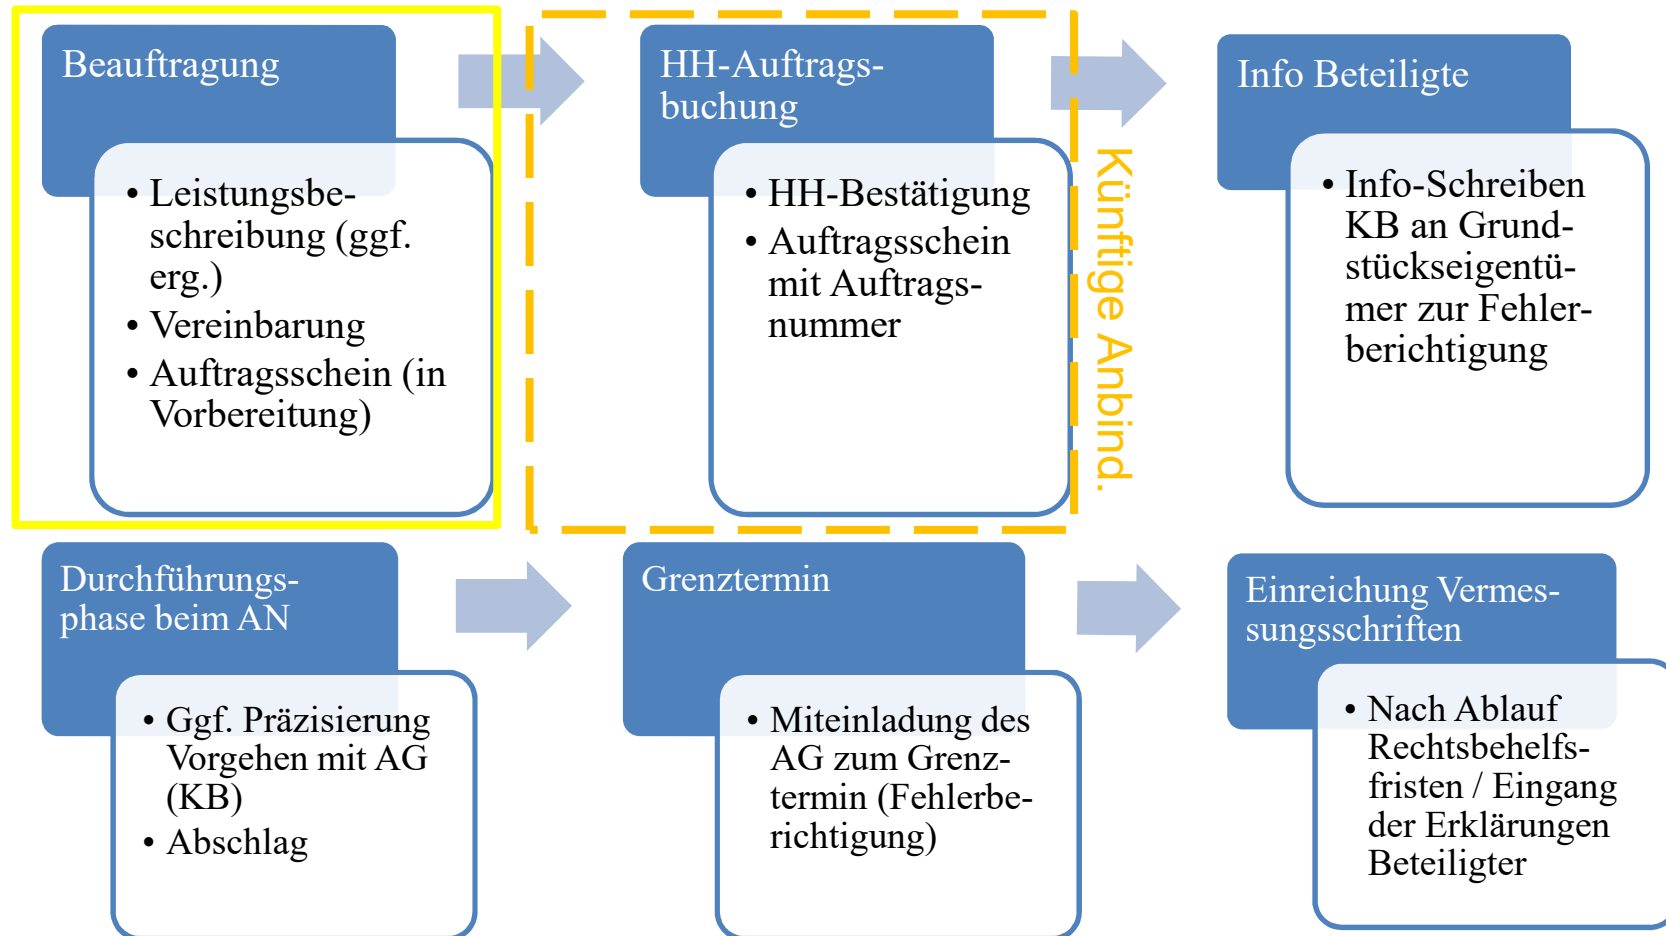 Beauftragung
• Leistungsbe-
schreibung (ggf.
erg.)
• Vereinbarung
• Auftragsschein (in
Vorbereitung)
HH-Auftrags-
buchung
• HH-Bestätigung
• Auftragsschein
mit Auftrags-
nummer
Künftige Anbind.
Info Beteiligte
• Info-Schreiben
KB an Grund-
stückseigentü-
mer zur Fehler-
berichtigung
Durchführungs-
phase beim AN
• Ggf. Präzisierung
Vorgehen mit AG
(KB)
• Abschlag
Grenztermin
• Miteinladung des
AG zum Grenz-
termin (Fehlerbe-
richtigung)
Einreichung Vermes-
sungsschriften
• Nach Ablauf
Rechtsbehelfs-
fristen / Eingang
der Erklärungen
Beteiligter